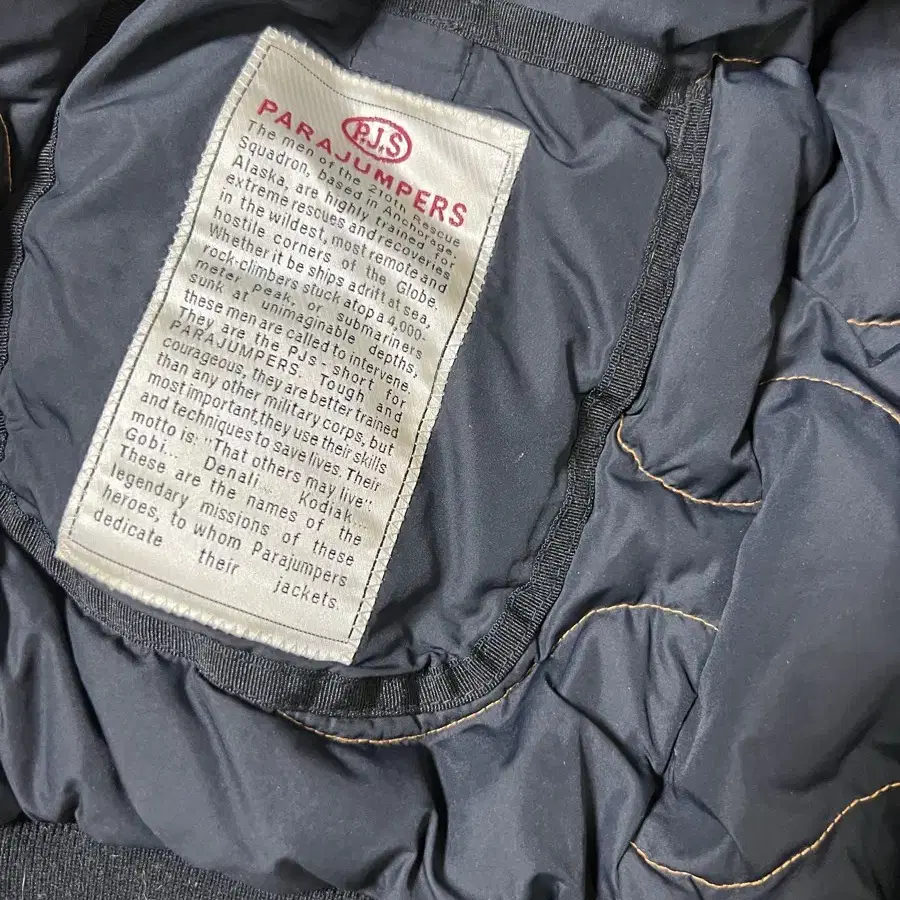 P.J.S
PARAJUMPERS
The men of the 210th Rescue
Squadron, based in Anchorage,
Alaska, are highly trained for
extreme rescues and recoveries
in the wildest, most remote and
hostile corners of the Globe.
Whether it be ships adrift at sea,
rock-climbers stuck atop a 4,000-
meter peak, or submariners
sunk at unimaginable depths,
these men are called to intervene.
They are the PJs, short for
PARAJUMPERS. Tough and
courageous, they are better trained
than any other military corps, but
most important, they use their skills
and techniques to save lives. Their
motto is: "That others may live".
Gobi... Denali... Kodiak...
These are the names of the
legendary missions of these
heroes, to whom Parajumpers
dedicate their jackets.